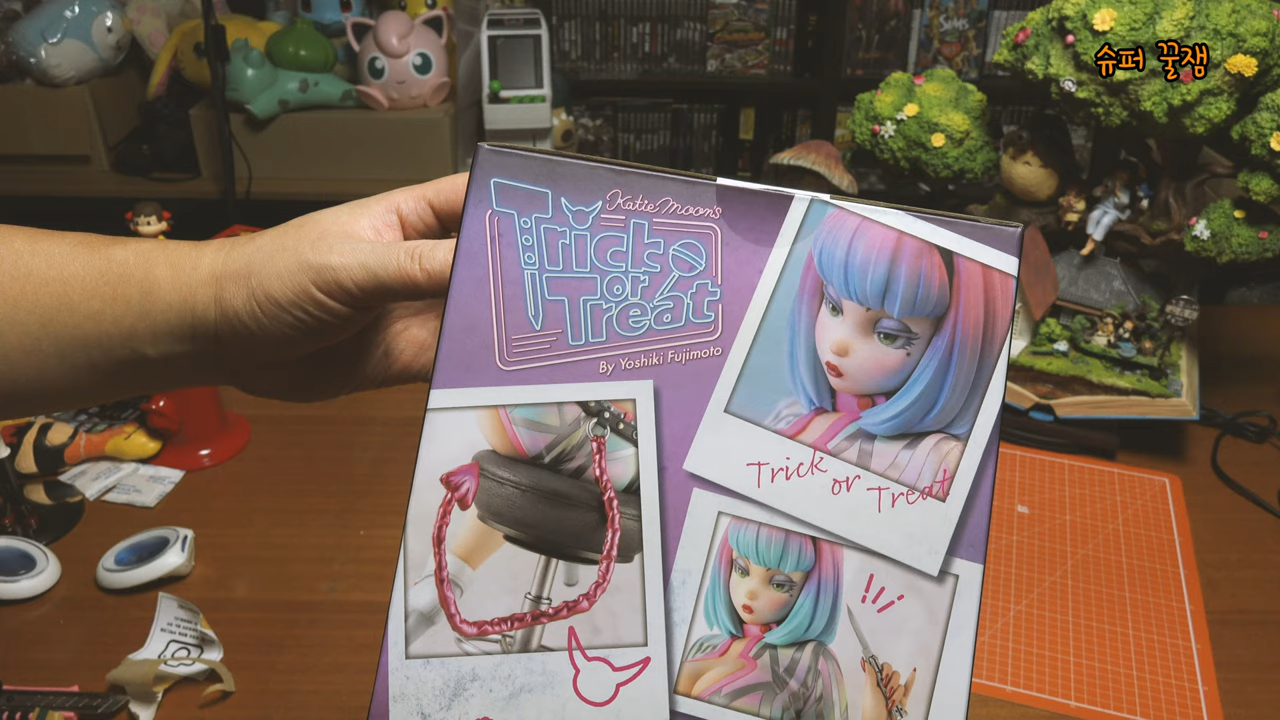 슈퍼 꿀잼
Katie Moon's
Trick
or
Treat
By Yoshiki Fujimoto
Trick or Treat